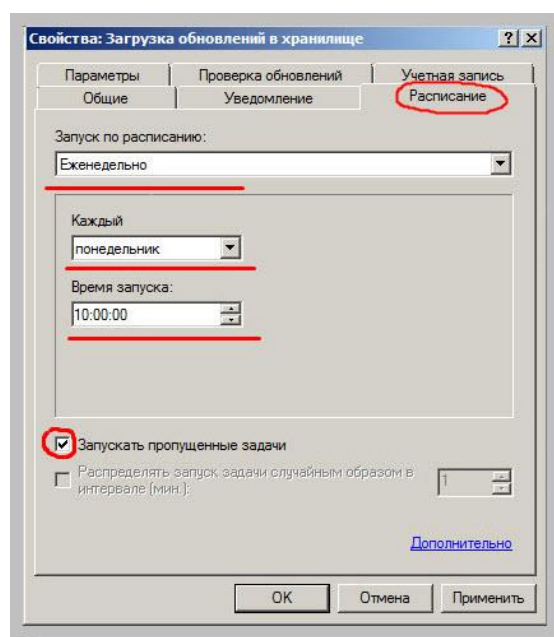 Свойства: Загрузка обновлений в хранилище
Параметры Проверка обновлений Учетная запись
Общие Уведомление Расписание
Запуск по расписанию:
Еженедельно
Каждый
понедельник
Время запуска:
10:00:00
Запускать пропущенные задачи
Распределять запуск задачи случайным образом в
интервале (мин.):
1
Дополнительно
OK Отмена Применить